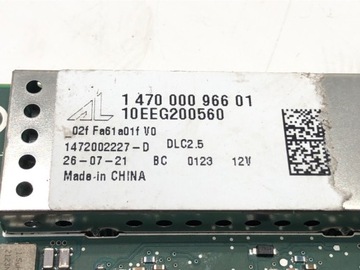 AL
1 470 000 966 01
10EEG200560
02f Fa61a01f V0
1472002227-D DLC2.5
26-07-21 BC 0123 12V
Made in CHINA